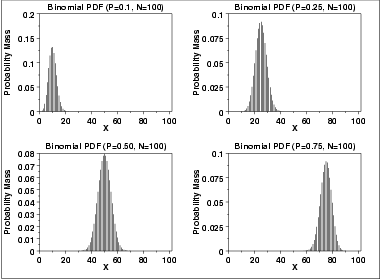 Binomial PDF (P=0.1, N=100)
Binomial PDF (P=0.25, N=100)
0.2
0.15
0.1
0.05
0
Probability Mass
0 20 40 60 80 100
X
0.1
0.075
0.05
0.025
0
Probability Mass
0 20 40 60 80 100
X
Binomial PDF (P=0.50, N=100)
Binomial PDF (P=0.75, N=100)
0.08
0.07
0.06
0.05
0.04
0.03
0.02
0.01
0
Probability Mass
0 20 40 60 80 100
X
0.1
0.075
0.05
0.025
0
Probability Mass
0 20 40 60 80 100
X